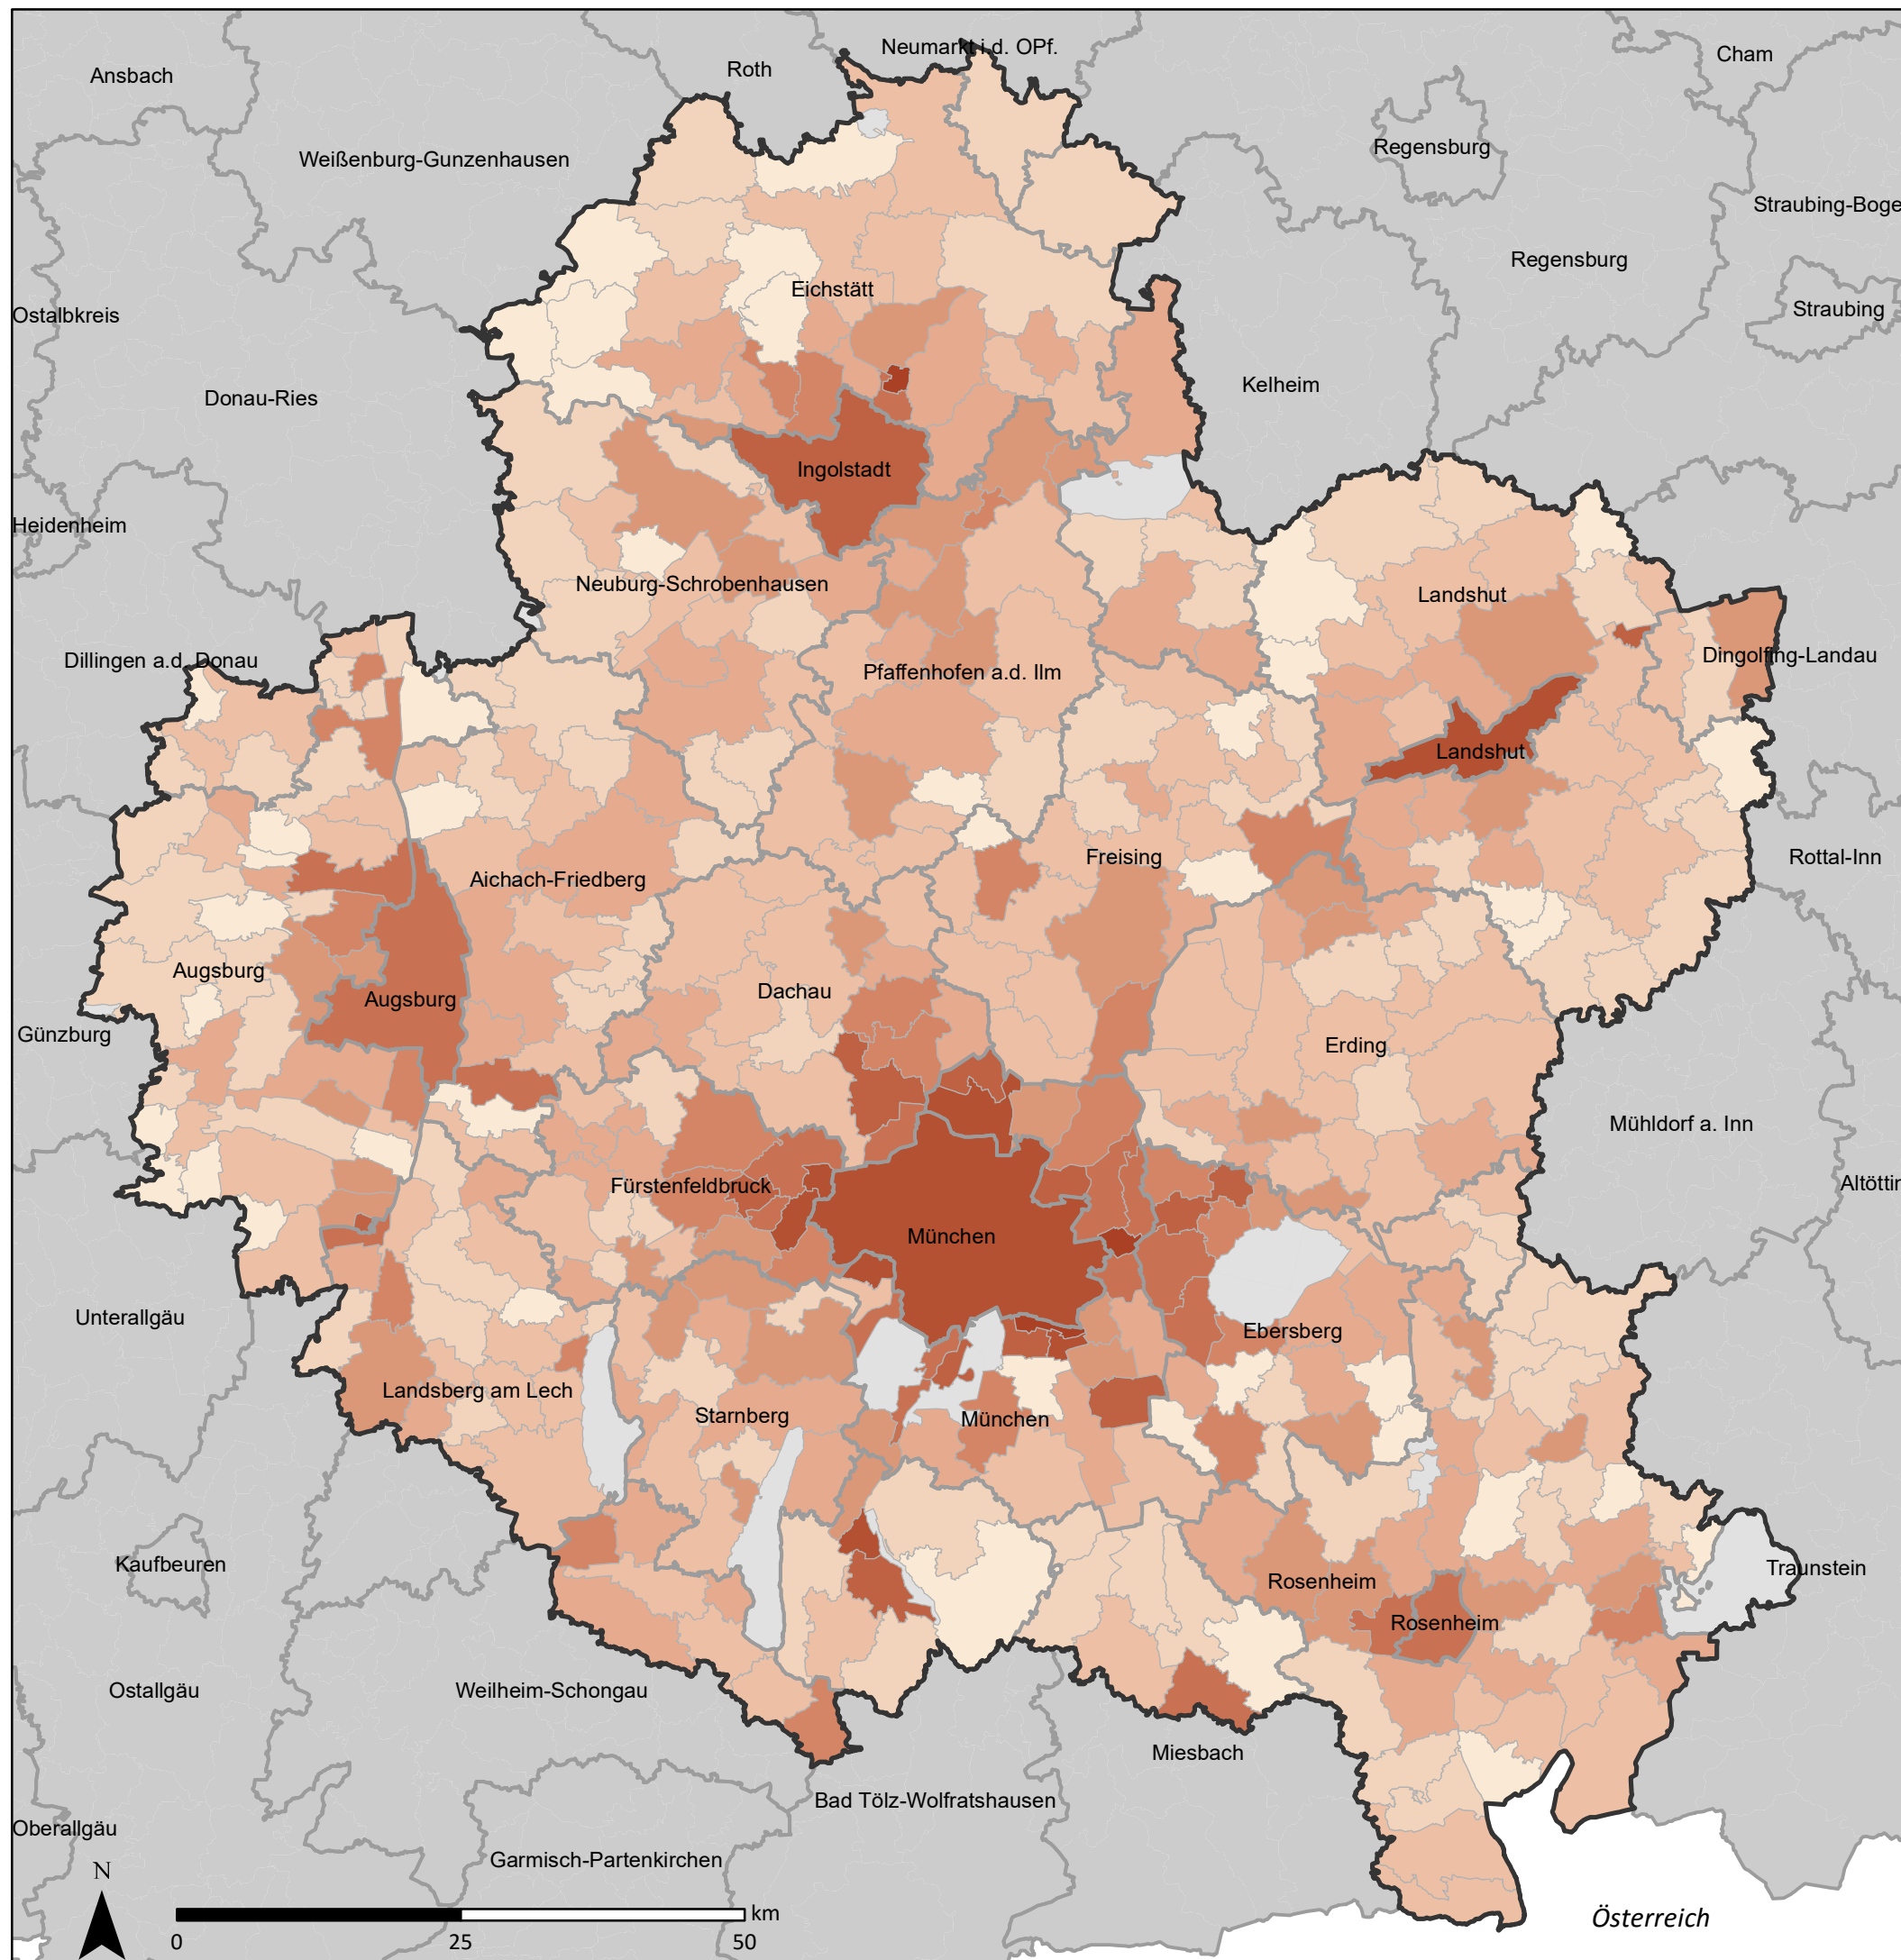 Neumarkt i.d. OPf.
Cham
Roth
Ansbach
Regensburg
Weißenburg-Gunzenhausen
Straubing-Boge
Regensburg
Eichstätt
Straubing
Ostalbkreis
Kelheim
Donau-Ries
Ingolstadt
Heidenheim
Neuburg-Schrobenhausen
Landshut
Dingolfing-Landau
Dillingen a.d. Donau
Pfaffenhofen a.d. Ilm
Landshut
Freising
Rottal-Inn
Aichach-Friedberg
Augsburg
Dachau
Augsburg
Günzburg
Erding
Mühldorf a. Inn
Fürstenfeldbruck
Altöttin
München
Unterallgäu
Ebersberg
Landsberg am Lech
Starnberg
München
Kaufbeuren
Traunstein
Rosenheim
Rosenheim
Ostallgäu
Weilheim-Schongau
Miesbach
Bad Tölz-Wolfratshausen
Oberallgäu
Garmisch-Partenkirchen
N
km
Österreich
0 25 50